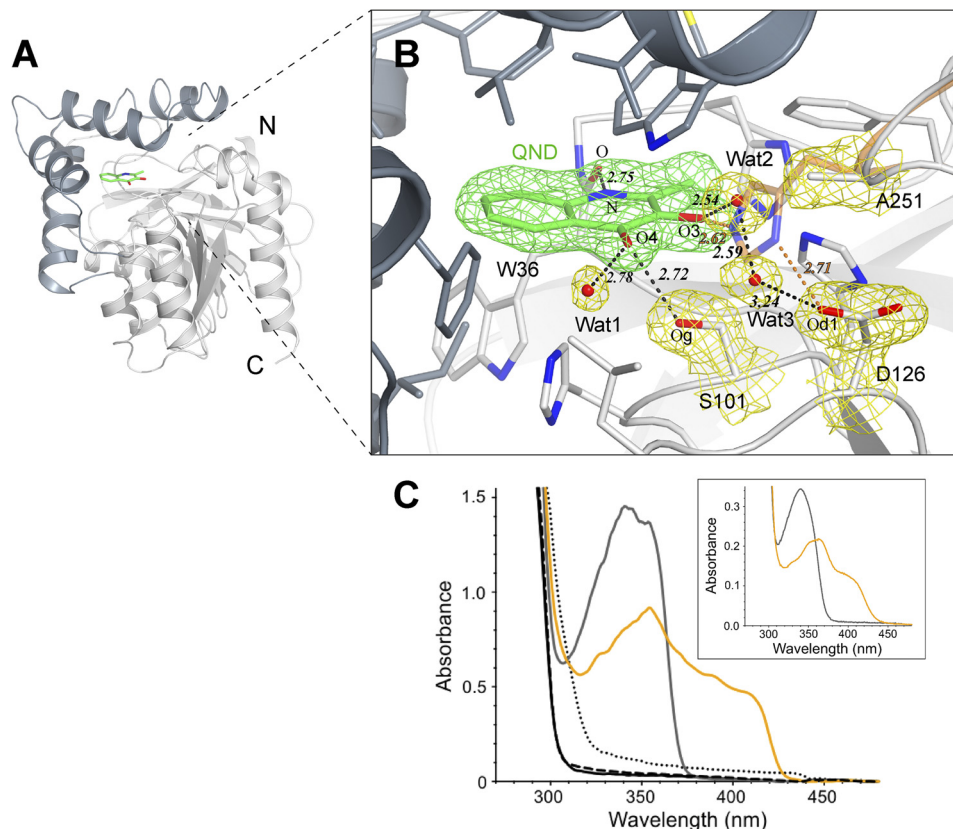 A
N
C
B
QND
O
2.75
N
Wat2
2.54
O3
2.62
2.59
A251
O4
W36
2.78
2.72
2.71
Wat1
Wat3
3.24
Od1
Og
S101
D126
C
1.5
1.0
0.5
0
Absorbance
300
350
400
450
Wavelength (nm)
0.3
0.2
0.1
0.0
Absorbance
300
350
400
450
Wavelength (nm)